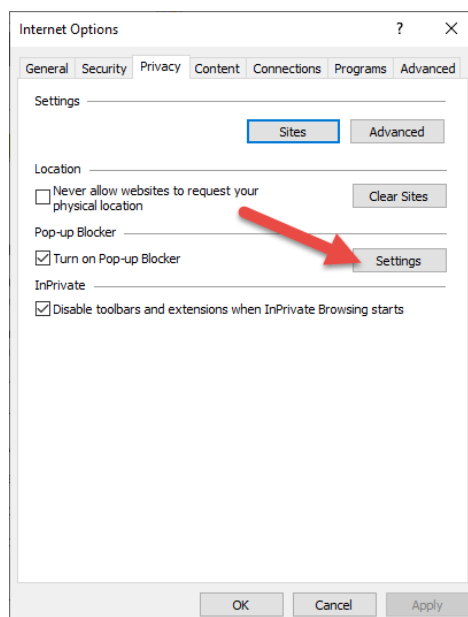 Internet Options
?
General Security Privacy Content Connections Programs Advanced
Settings
Sites Advanced
Location
Never allow websites to request your
physical location
Clear Sites
Pop-up Blocker
Turn on Pop-up Blocker
Settings
InPrivate
Disable toolbars and extensions when InPrivate Browsing starts
OK Cancel Apply